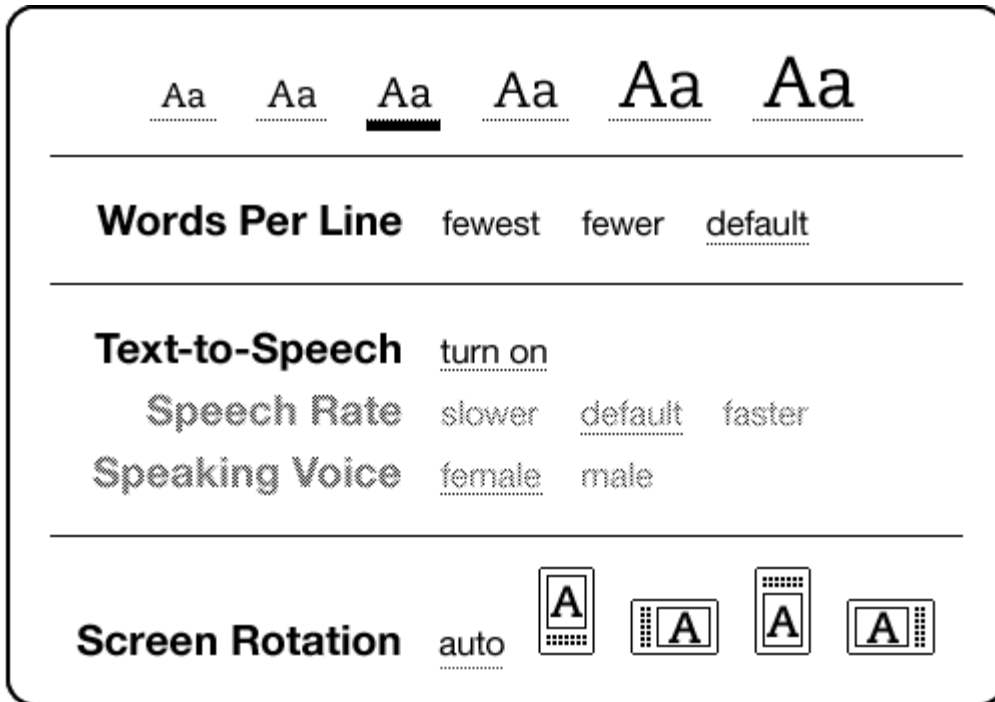 Aa Aa Aa Aa Aa Aa
Words Per Line fewest fewer default
Text-to-Speech turn on
Speech Rate slower default faster
Speaking Voice female male
Screen Rotation auto A A A A